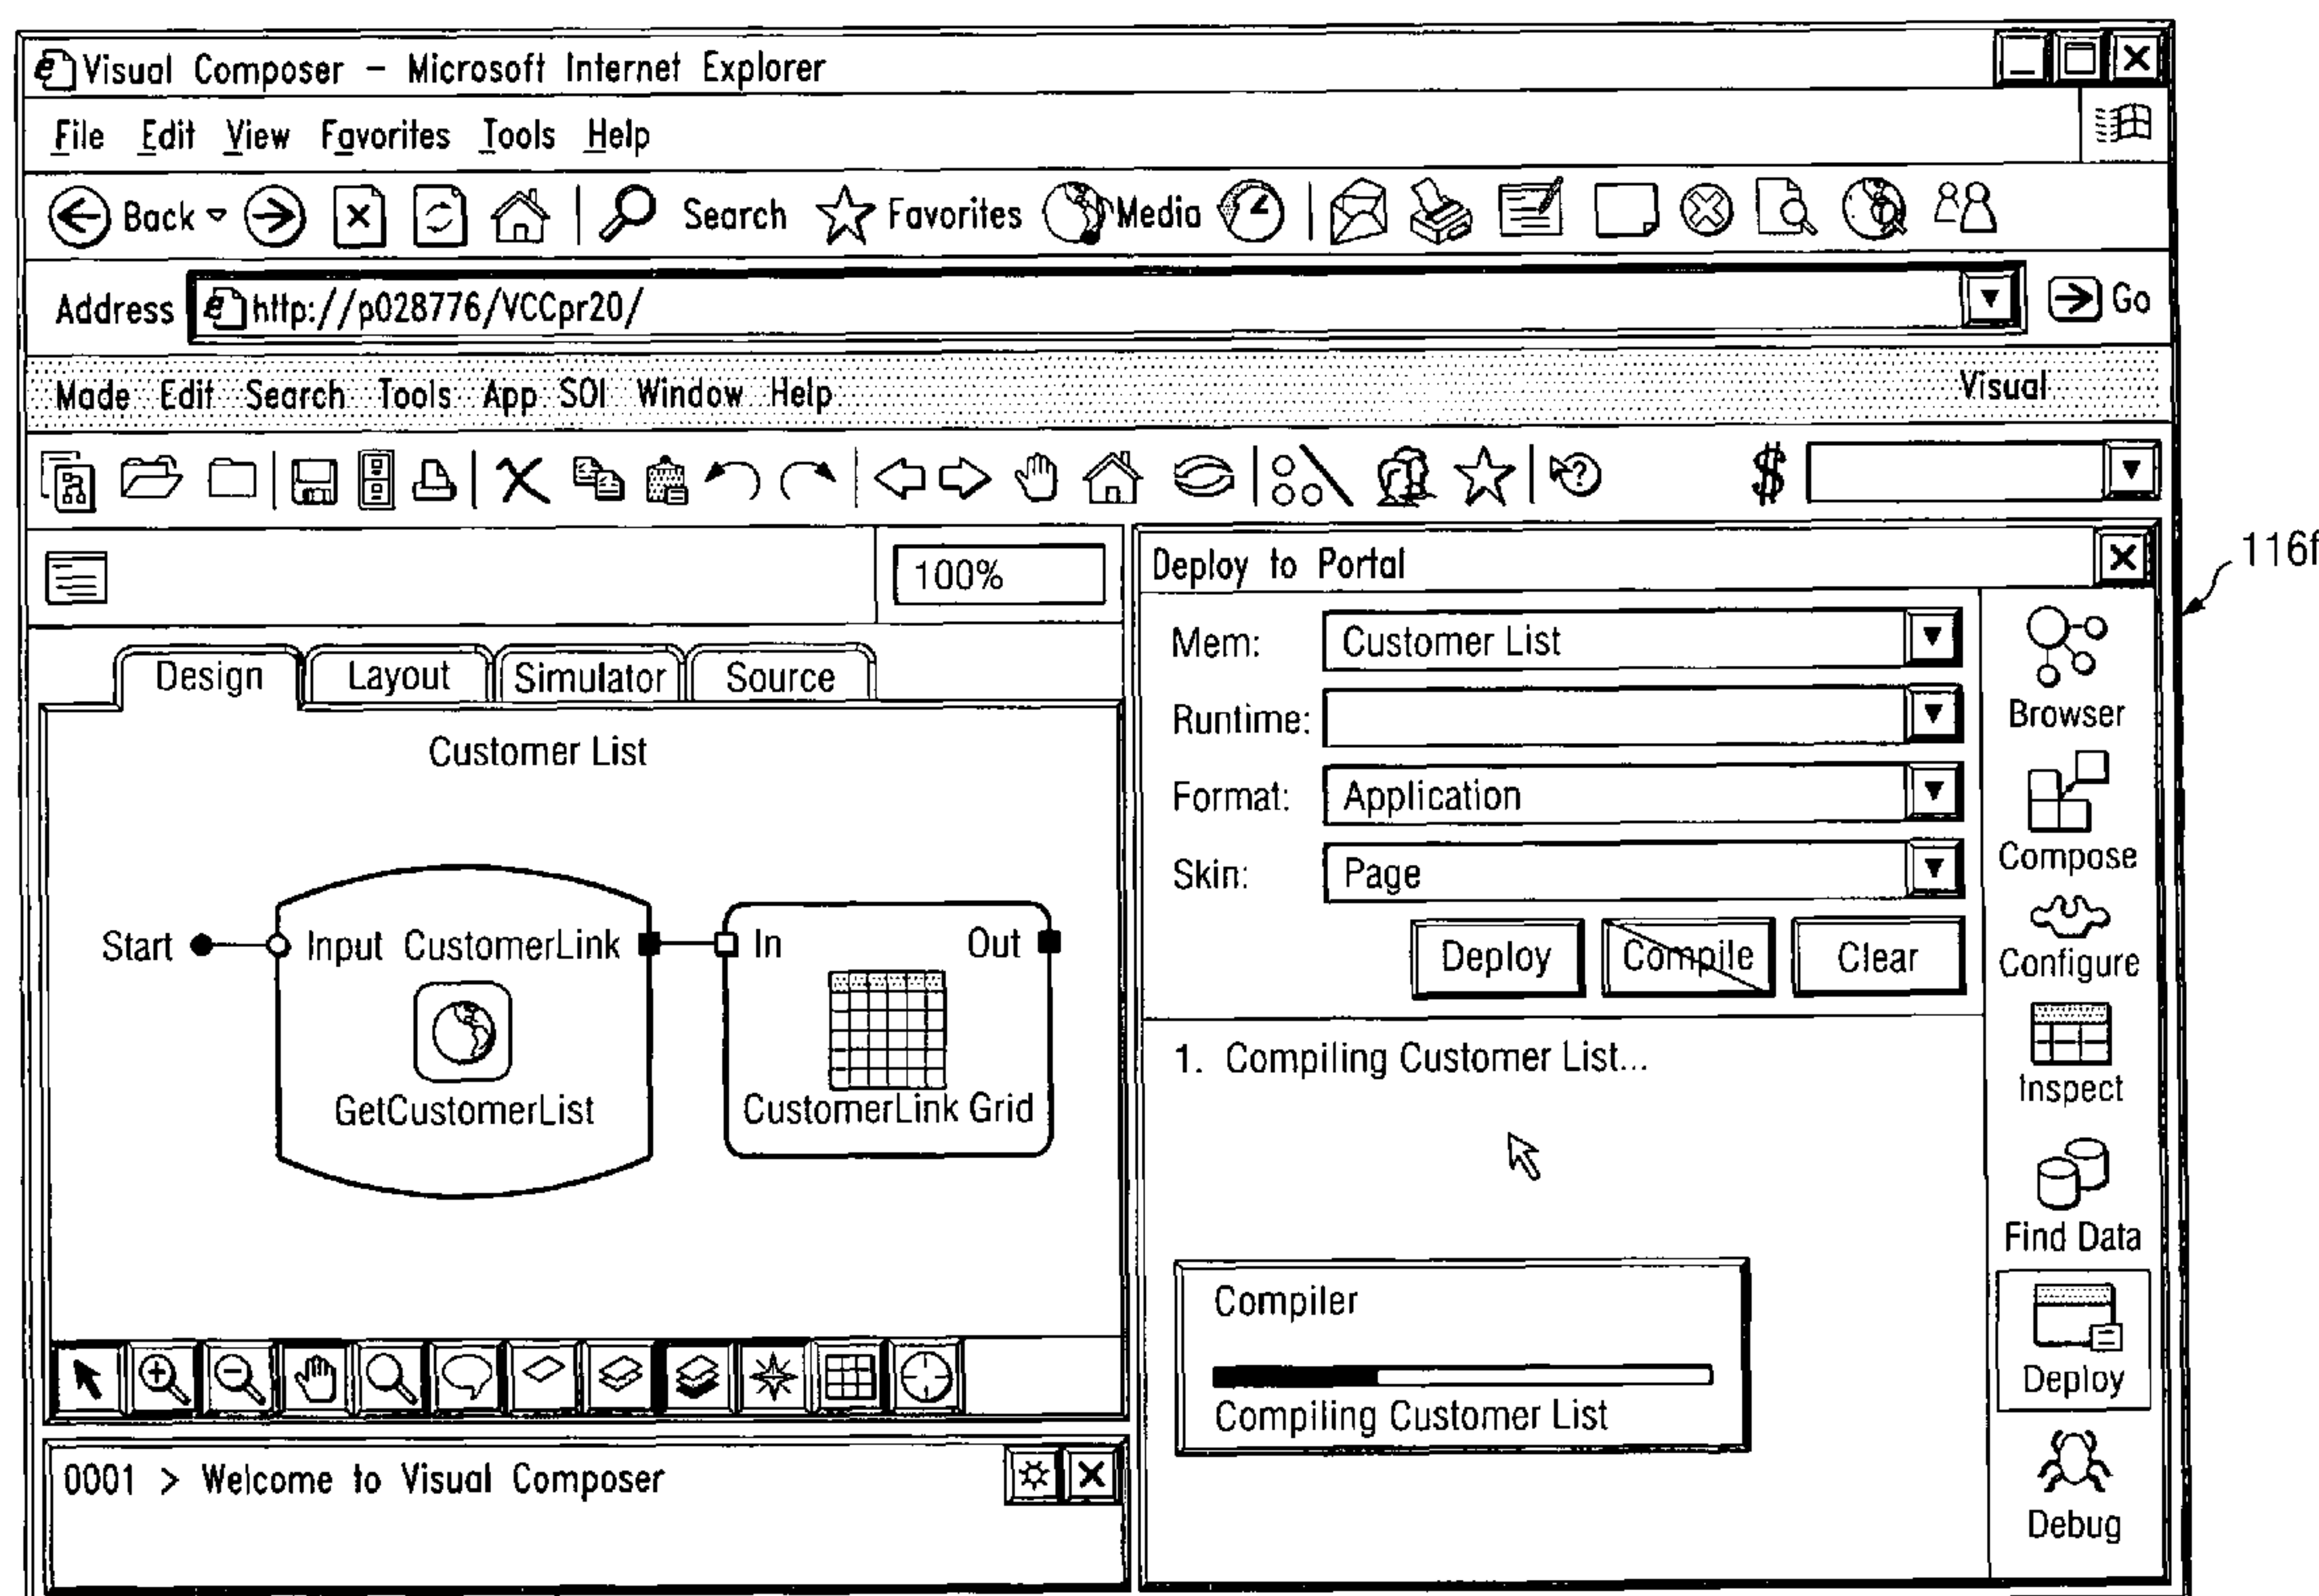 Visual Composer - Microsoft Internet Explorer
File Edit View Favorites Tools Help
Back Search Favorites Media
Address http://p028776/VCCpr20/ Go
Made Edit Search Tools App SOI Window Help Visual
$
100%
Deploy to Portal
116f
Design Layout Simulator Source
Customer List
Start Input CustomerLink In Out
GetCustomerList CustomerLink Grid
Mem: Customer List
Runtime:
Format: Application
Skin: Page
Deploy Compile Clear
1. Compiling Customer List...
Compiler
Compiling Customer List
Browser
Compose
Configure
Inspect
Find Data
Deploy
Debug
0001 > Welcome to Visual Composer